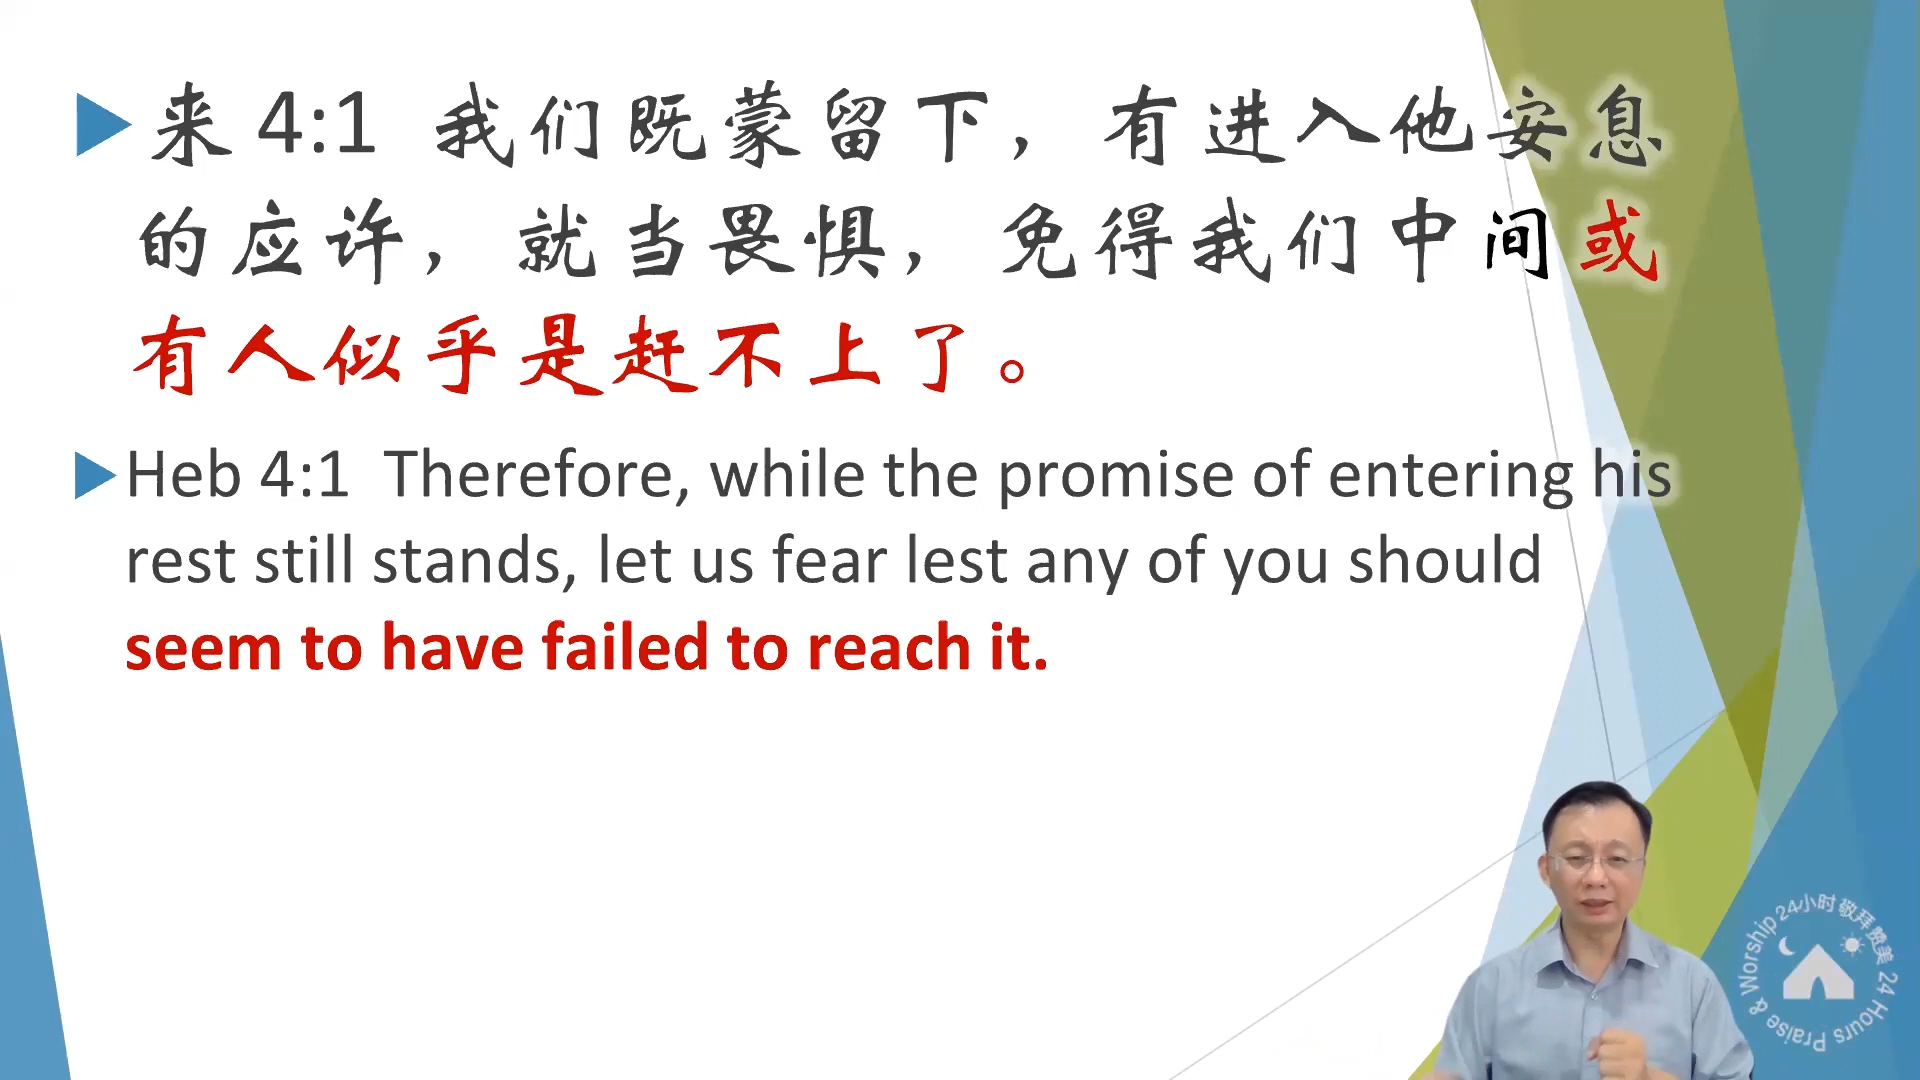 来 4:1 我们既蒙留下，有进入他安息
的应许，就当畏惧，免得我们中间或
有人似乎是赶不上了。
Heb 4:1 Therefore, while the promise of entering his
rest still stands, let us fear lest any of you should
seem to have failed to reach it.
24小时敬拜赞美 24 Hours Praise & Worship